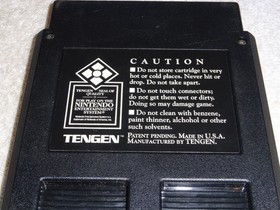 CAUTION
■ Do not store cartridge in very
hot or cold places. Never hit or
drop. Do not take apart.
■ Do not touch connectors;
do not get them wet or dirty.
Doing so may damage game.
■ Do not clean with benzene,
paint thinner, alcohol or other
such solvents.
PATENT PENDING. MADE IN U.S.A.
MANUFACTURED BY TENGEN.
TENGEN SEAL OF
QUALITY
FOR PLAY ON THE
NINTENDO
ENTERTAINMENT
SYSTEM®
TENGEN